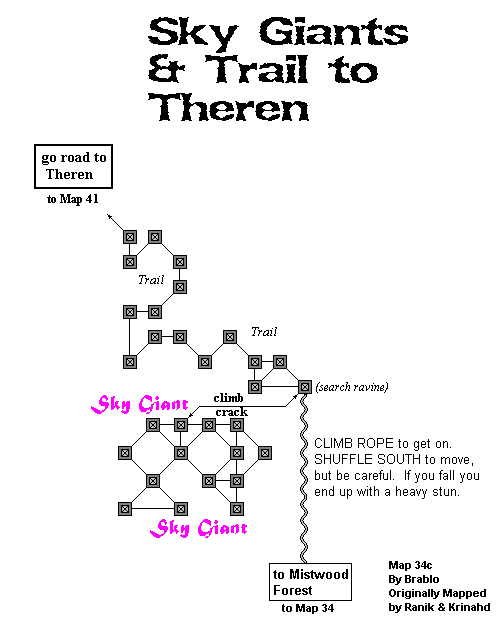 Sky Giants
& Trail to
Theren
go road to
Theren
to Map 41
Trail
Trail
(search ravine)
climb
crack
Sky Giant
CLIMB ROPE to get on.
SHUFFLE SOUTH to move,
but be careful. If you fall you
end up with a heavy stun.
Sky Giant
to Mistwood
Forest
to Map 34
Map 34c
By Brablo
Originally Mapped
by Ranik & Krinahd